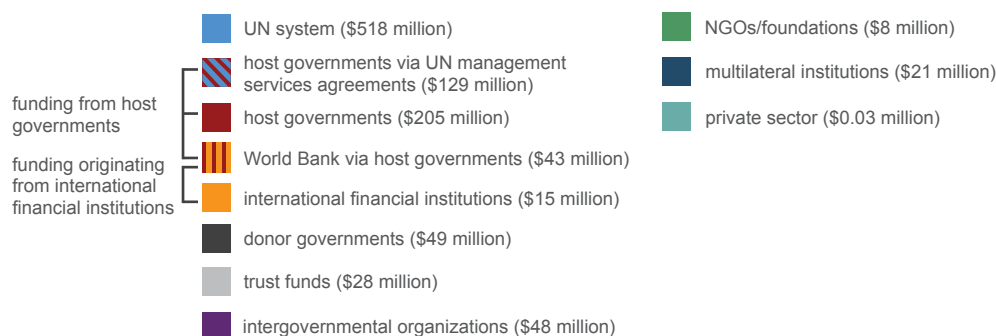 UN system ($518 million)
host governments via UN management
services agreements ($129 million)
funding from host
governments
host governments ($205 million)
World Bank via host governments ($43 million)
funding originating
from international
financial institutions
international financial institutions ($15 million)
donor governments ($49 million)
trust funds ($28 million)
intergovernmental organizations ($48 million)
NGOs/foundations ($8 million)
multilateral institutions ($21 million)
private sector ($0.03 million)